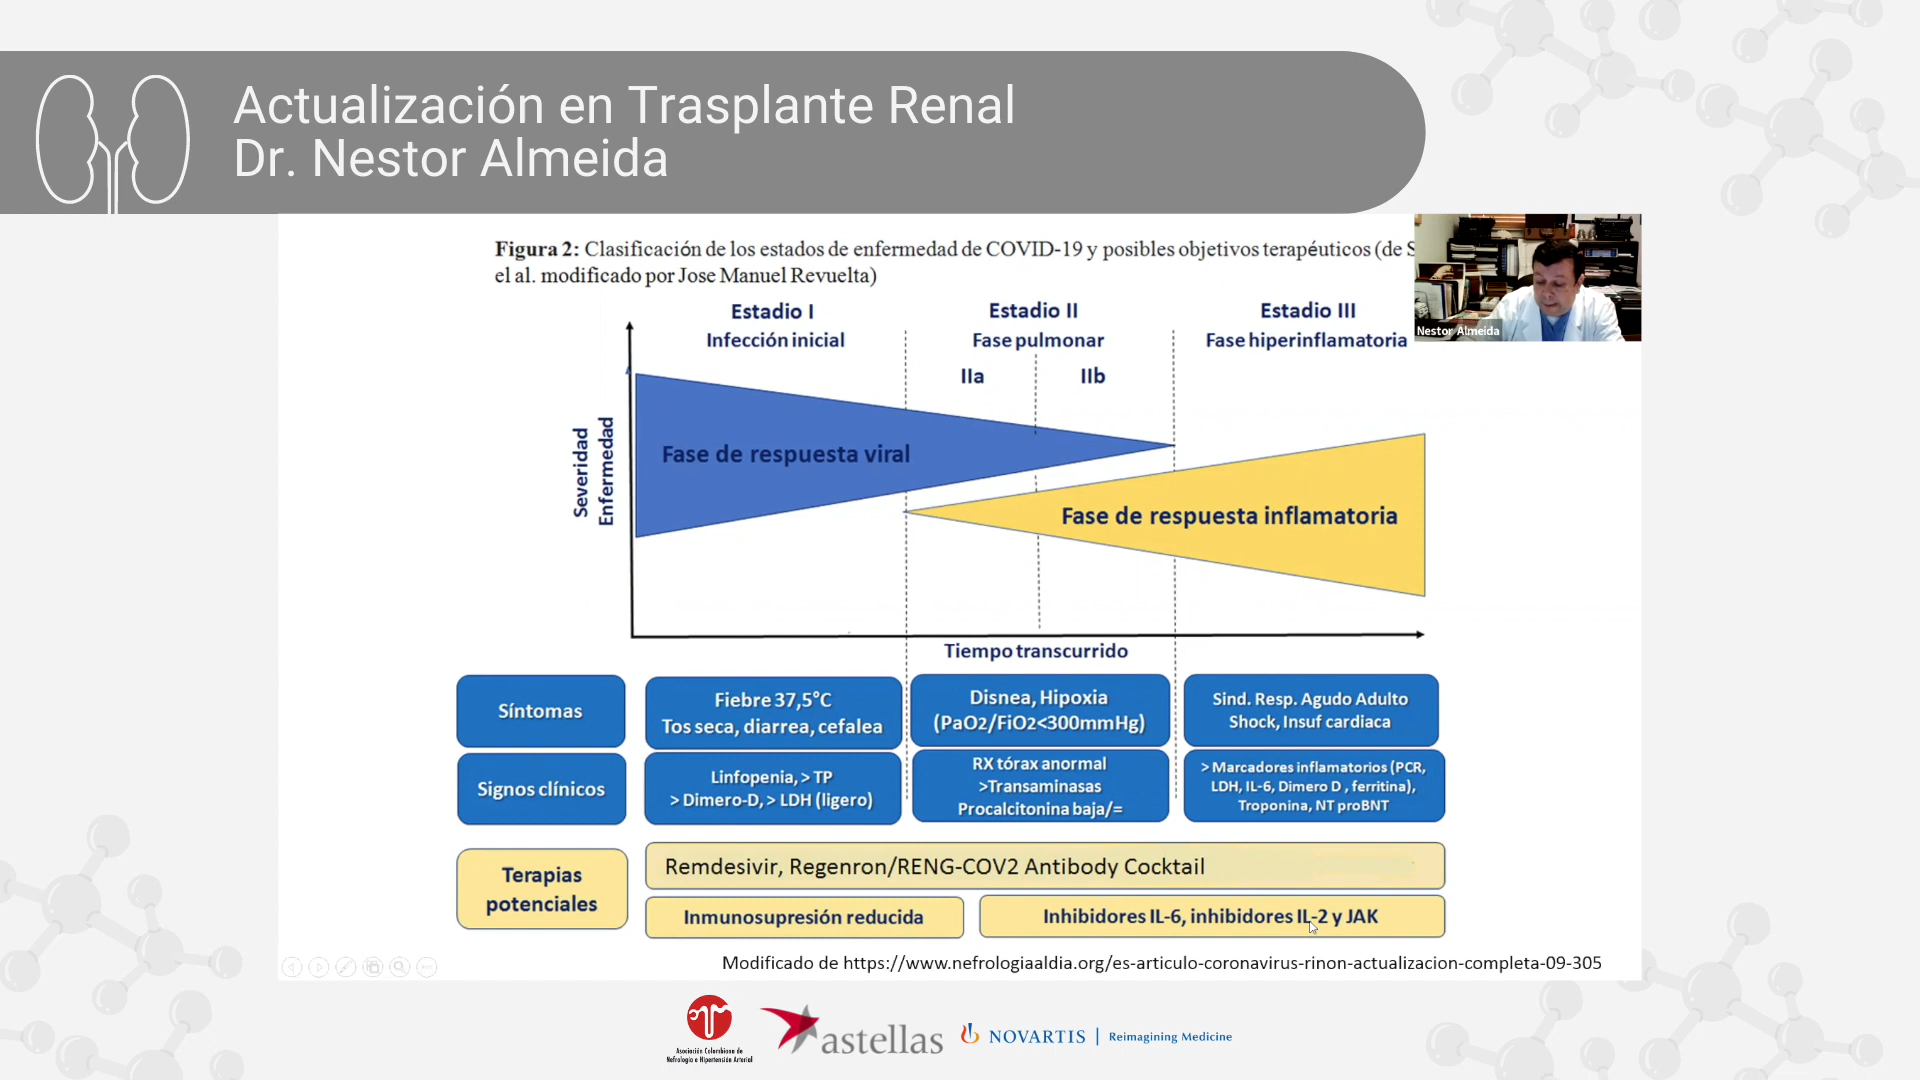 Actualización en Trasplante Renal
Dr. Nestor Almeida
Figura 2: Clasificación de los estados de enfermedad de COVID-19 y posibles objetivos terapéuticos (de S
el al. modificado por Jose Manuel Revuelta)
Nestor Almeida
Estadio I
Infección inicial
Estadio II
Fase pulmonar
IIa
IIb
Estadio III
Fase hiperinflamatoria
Severidad
Enfermedad
Fase de respuesta viral
Fase de respuesta inflamatoria
Tiempo transcurrido
Síntomas
Fiebre 37,5°C
Tos seca, diarrea, cefalea
Disnea, Hipoxia
(PaO2/FiO2<300mmHg)
Sind. Resp. Agudo Adulto
Shock, Insuf cardiaca
Signos clínicos
Linfopenia, > TP
> Dimero-D, > LDH (ligero)
RX tórax anormal
>Transaminasas
Procalcitonina baja/=
> Marcadores inflamatorios (PCR,
LDH, IL-6, Dimero D , ferritina),
Troponina, NT proBNT
Terapias
potenciales
Remdesivir, Regenron/RENG-COV2 Antibody Cocktail
Inmunosupresión reducida
Inhibidores IL-6, inhibidores IL-2 y JAK
Modificado de https://www.nefrologiaaldia.org/es-articulo-coronavirus-rinon-actualizacion-completa-09-305
Asociación Colombiana de
Nefrología e Hipertensión Arterial
astellas
NOVARTIS | Reimagining Medicine